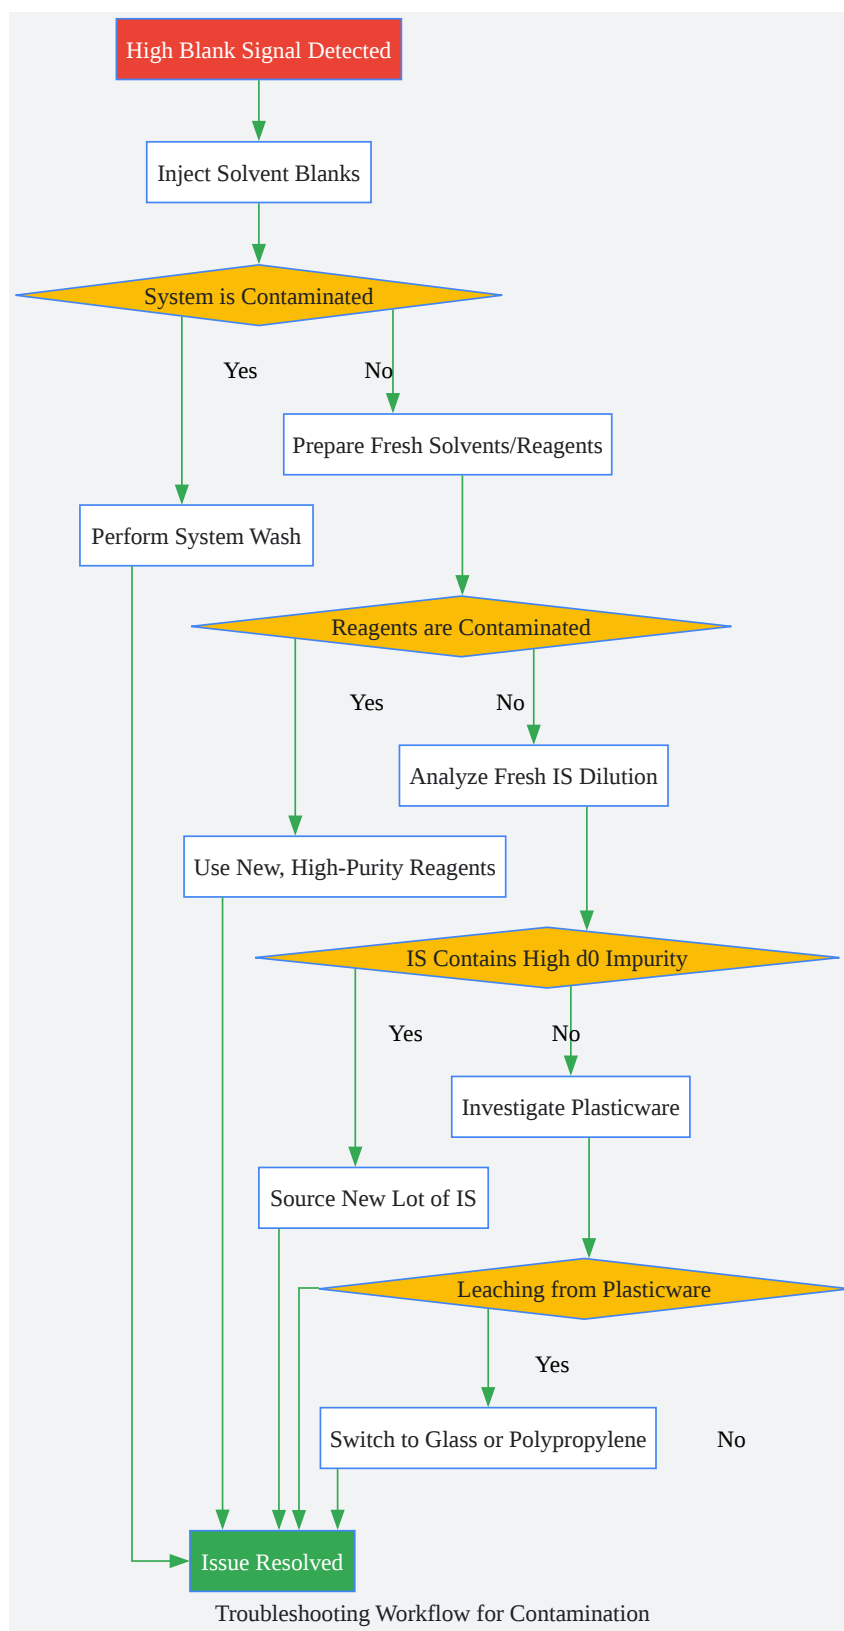 High Blank Signal Detected
Inject Solvent Blanks
System is Contaminated
Yes
No
Prepare Fresh Solvents/Reagents
Perform System Wash
Reagents are Contaminated
Yes
No
Analyze Fresh IS Dilution
Use New, High-Purity Reagents
IS Contains High d0 Impurity
Yes
No
Investigate Plasticware
Source New Lot of IS
Leaching from Plasticware
Yes
Switch to Glass or Polypropylene
No
Issue Resolved
Troubleshooting Workflow for Contamination